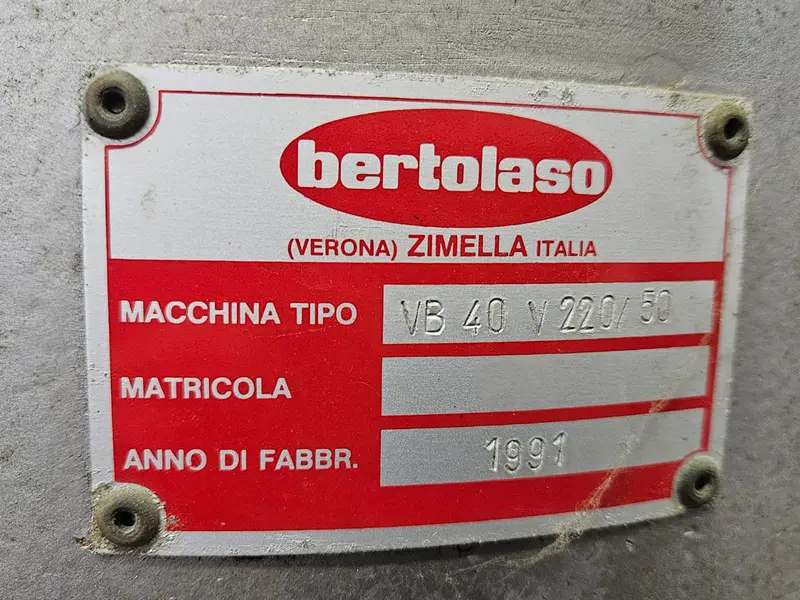 bertolaso
(VERONA) ZIMELLA ITALIA
MACCHINA TIPO VB 40 V 220/50
MATRICOLA
ANNO DI FABBR. 1991